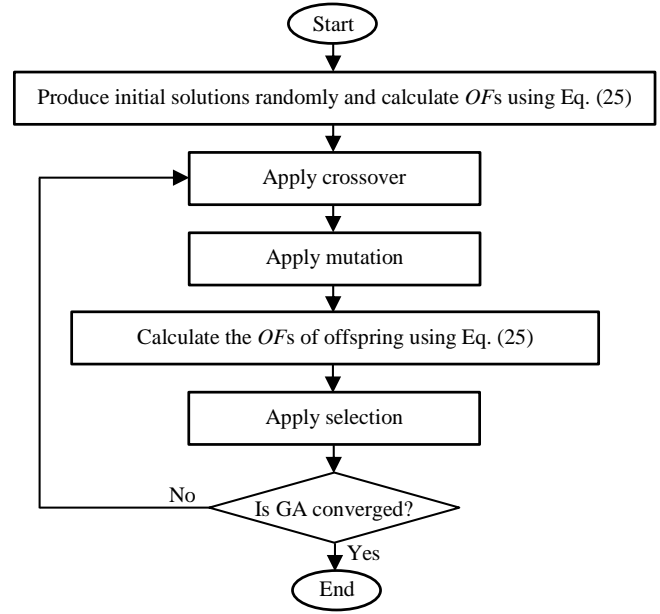 Start
Produce initial solutions randomly and calculate OFs using Eq. (25)
Apply crossover
Apply mutation
Calculate the OFs of offspring using Eq. (25)
Apply selection
Is GA converged?
No
Yes
End